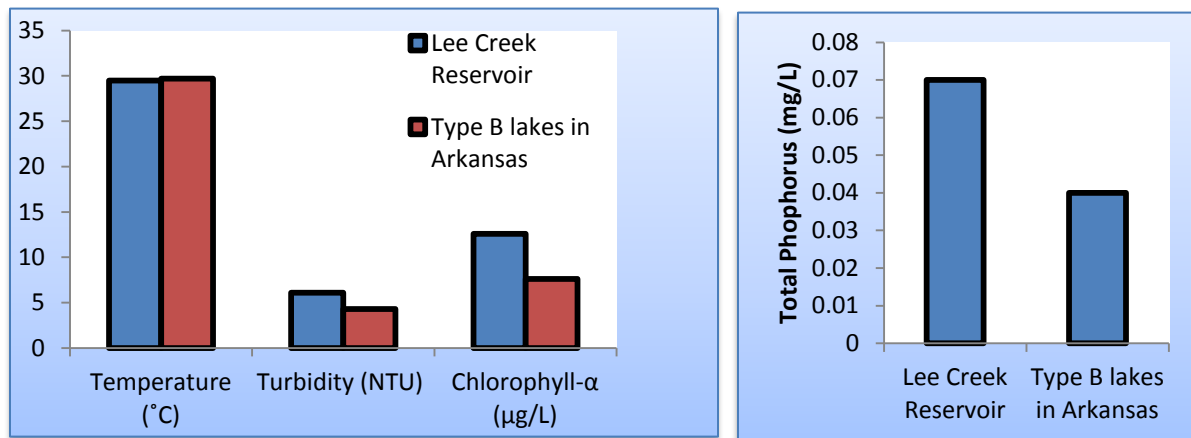 35
30
25
20
15
10
5
0
Lee Creek
Reservoir
Type B lakes in
Arkansas
Temperature
(˚C)
Turbidity (NTU)
Chlorophyll-α
(µg/L)
Total Phophorus (mg/L)
0.08
0.07
0.06
0.05
0.04
0.03
0.02
0.01
0
Lee Creek
Reservoir
Type B lakes
in Arkansas